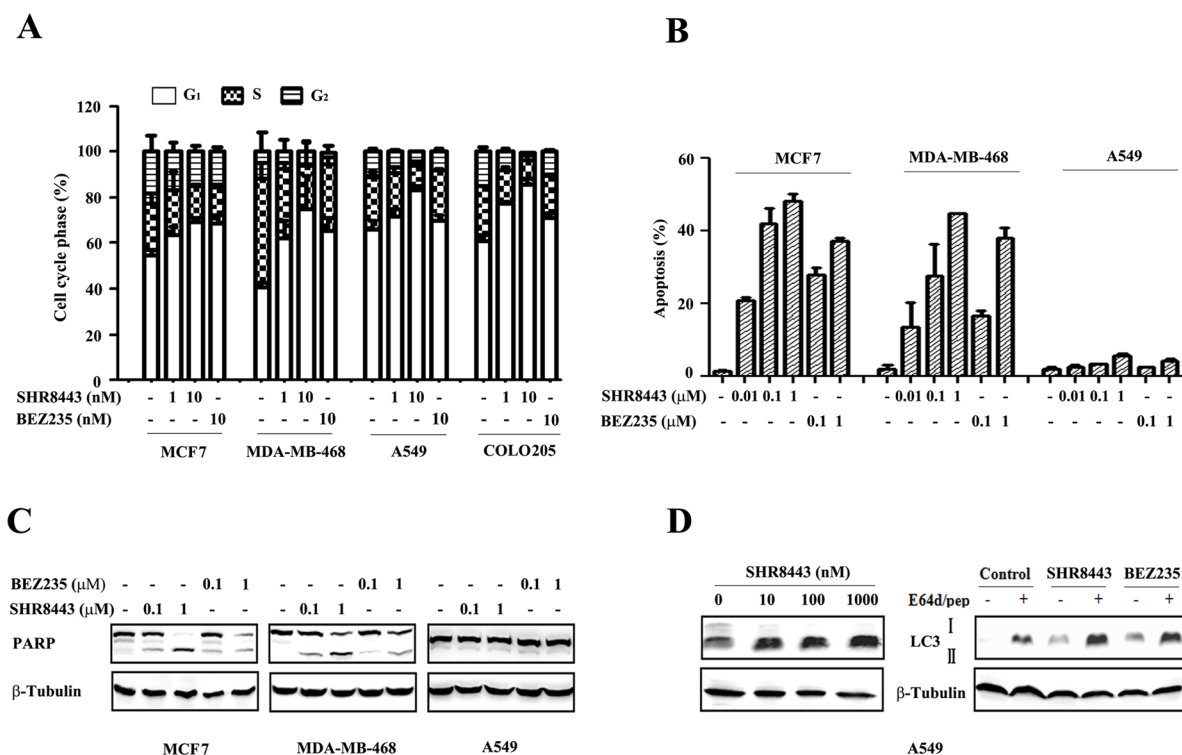 A
G1 S G2
120
100
80
60
40
20
0
Cell cycle phase (%)
SHR8443 (nM) - 1 10 - - 1 10 - - 1 10 - - 1 10 -
BEZ235 (nM) - - - 10 - - - 10 - - - 10 - - - 10
MCF7 MDA-MB-468 A549 COLO205
B
MCF7 MDA-MB-468 A549
60
40
20
0
Apoptosis (%)
SHR8443 (μM) - 0.01 0.1 1 - - - 0.01 0.1 1 - - - 0.01 0.1 1 - -
BEZ235 (μM) - - - - 0.1 1 - - - - 0.1 1 - - - - 0.1 1
C
BEZ235 (μM) - - - 0.1 1 - - - 0.1 1 - - - 0.1 1
SHR8443 (μM) - 0.1 1 - - - 0.1 1 - - - 0.1 1 - -
PARP
β-Tubulin
MCF7 MDA-MB-468 A549
D
SHR8443 (nM)
0 10 100 1000
Control SHR8443 BEZ235
E64d/pep - + - + - +
LC3 I
II
β-Tubulin
A549